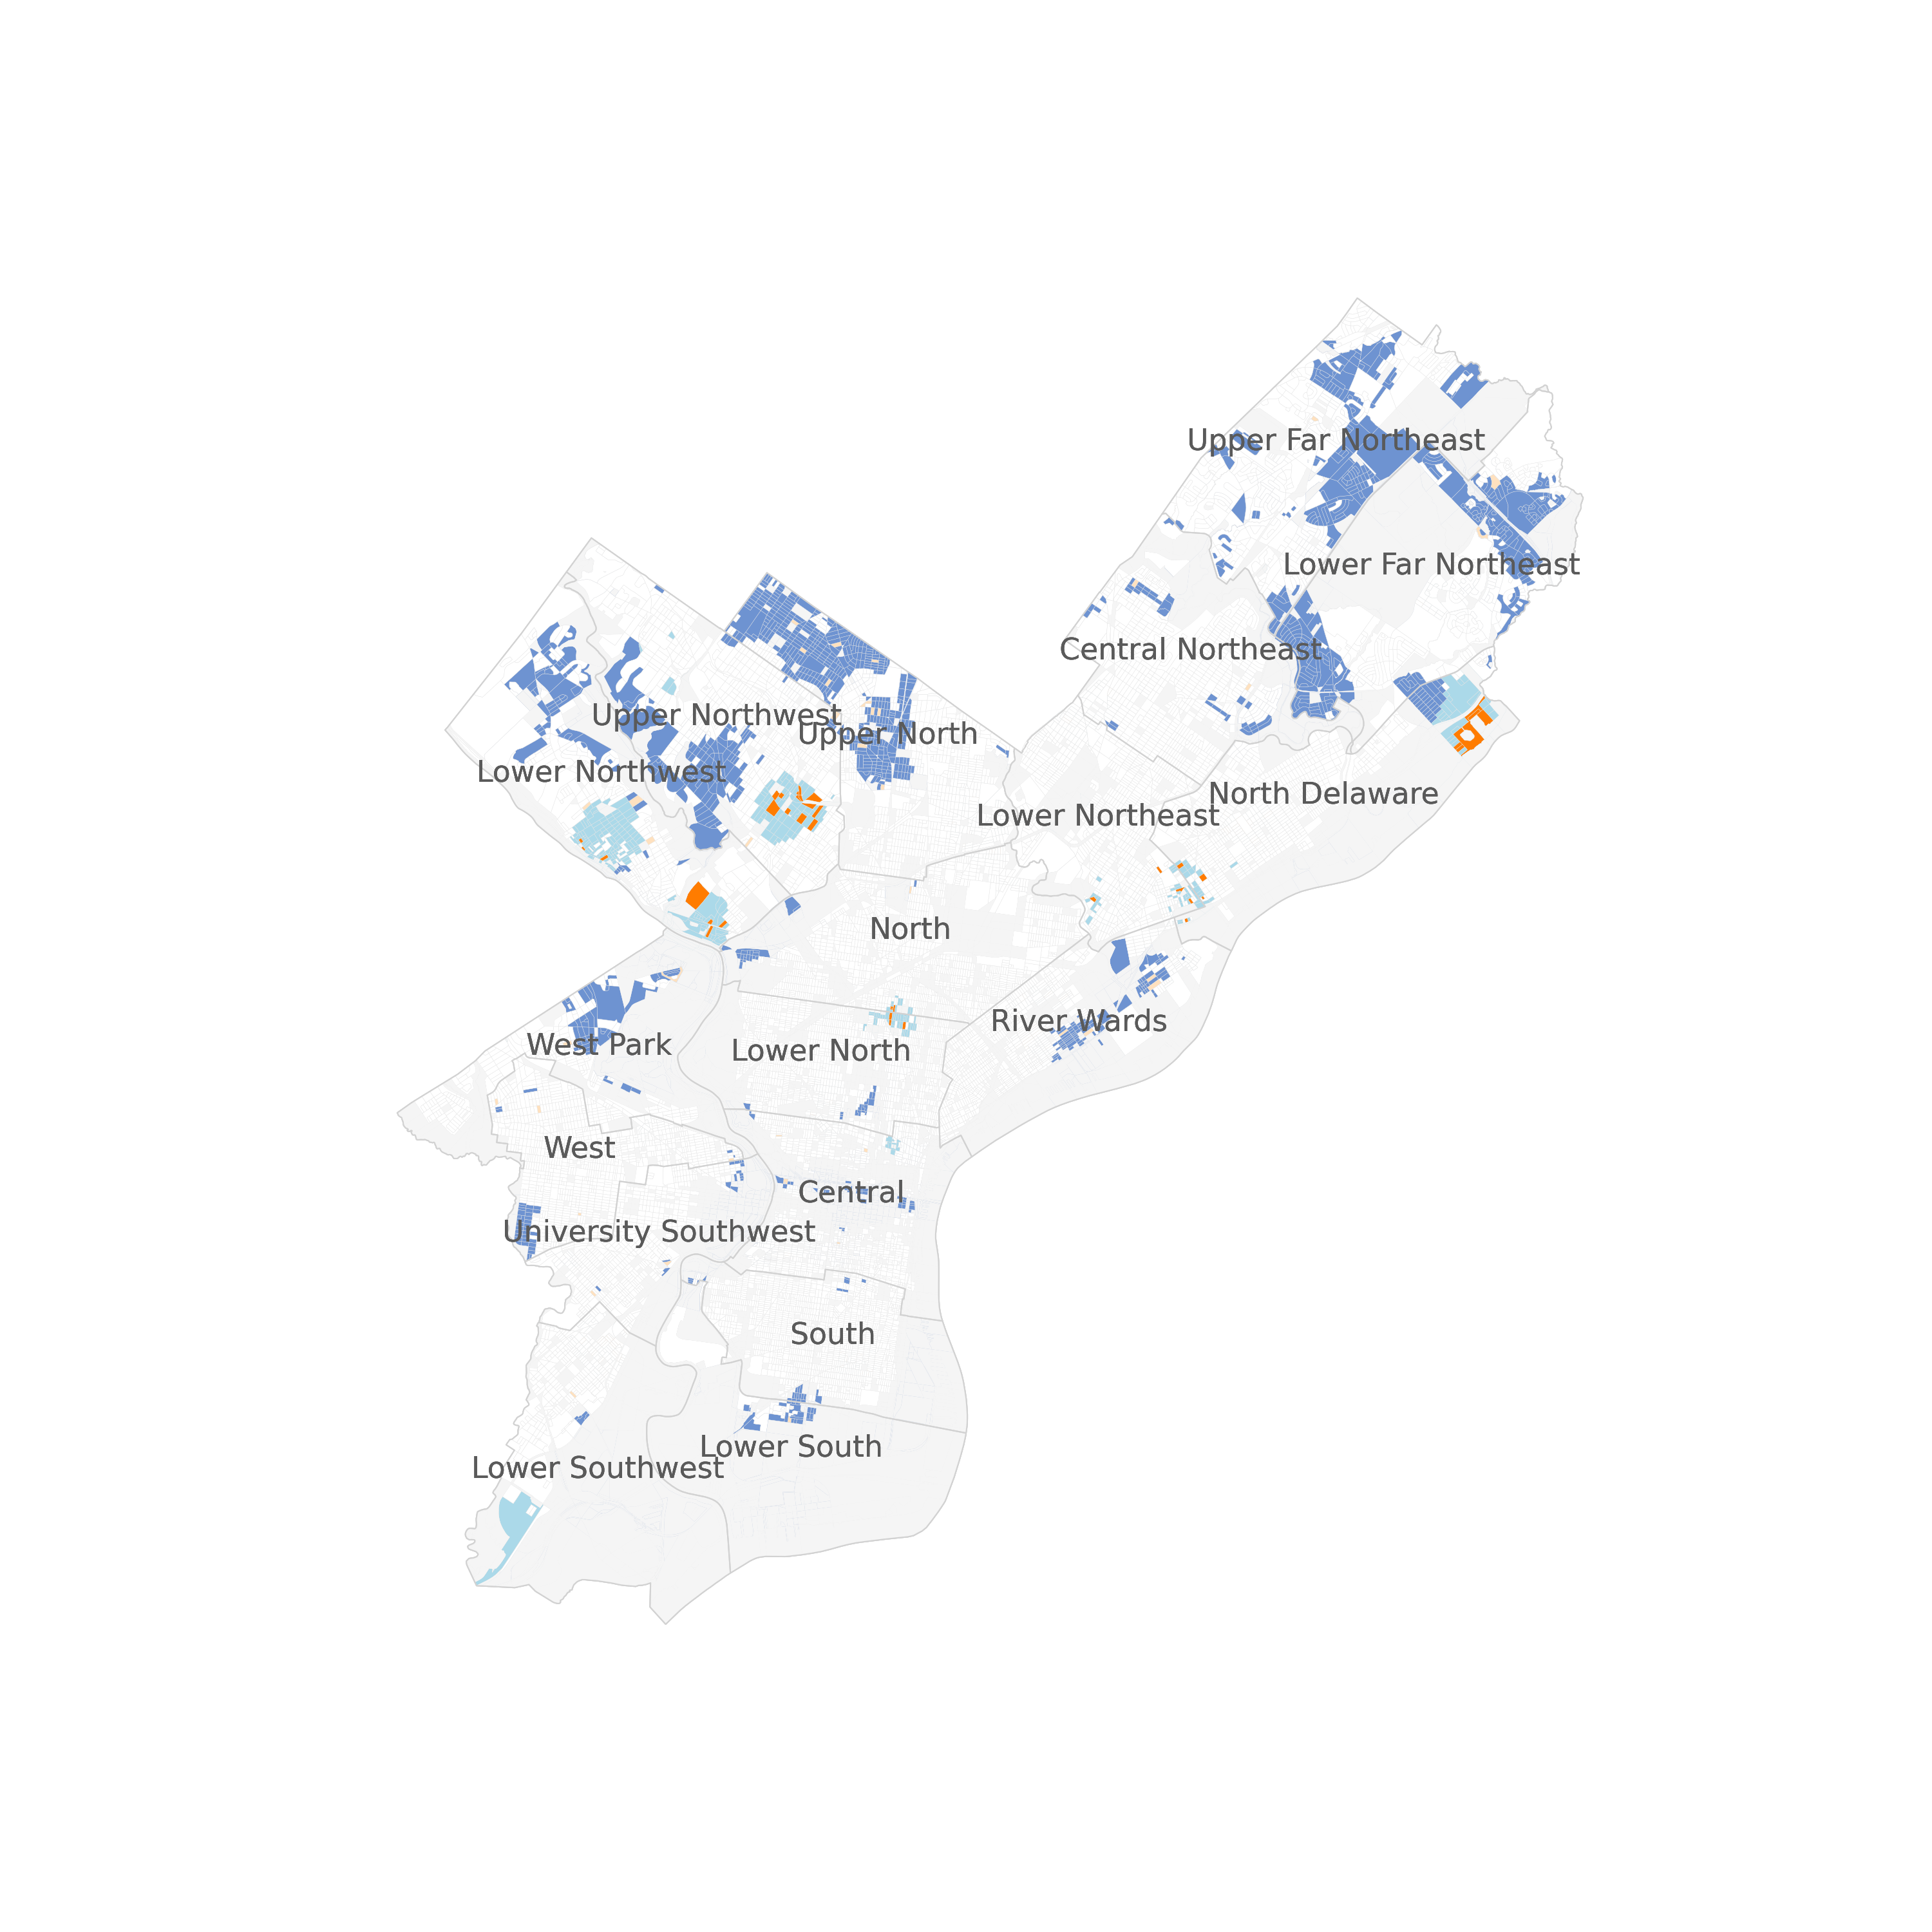 Upper Far Northeast
Lower Far Northeast
Central Northeast
Upper Northwest
Upper North
Lower Northwest
North Delaware
Lower Northeast
North
River Wards
West Park
Lower North
West
Central
University Southwest
South
Lower South
Lower Southwest